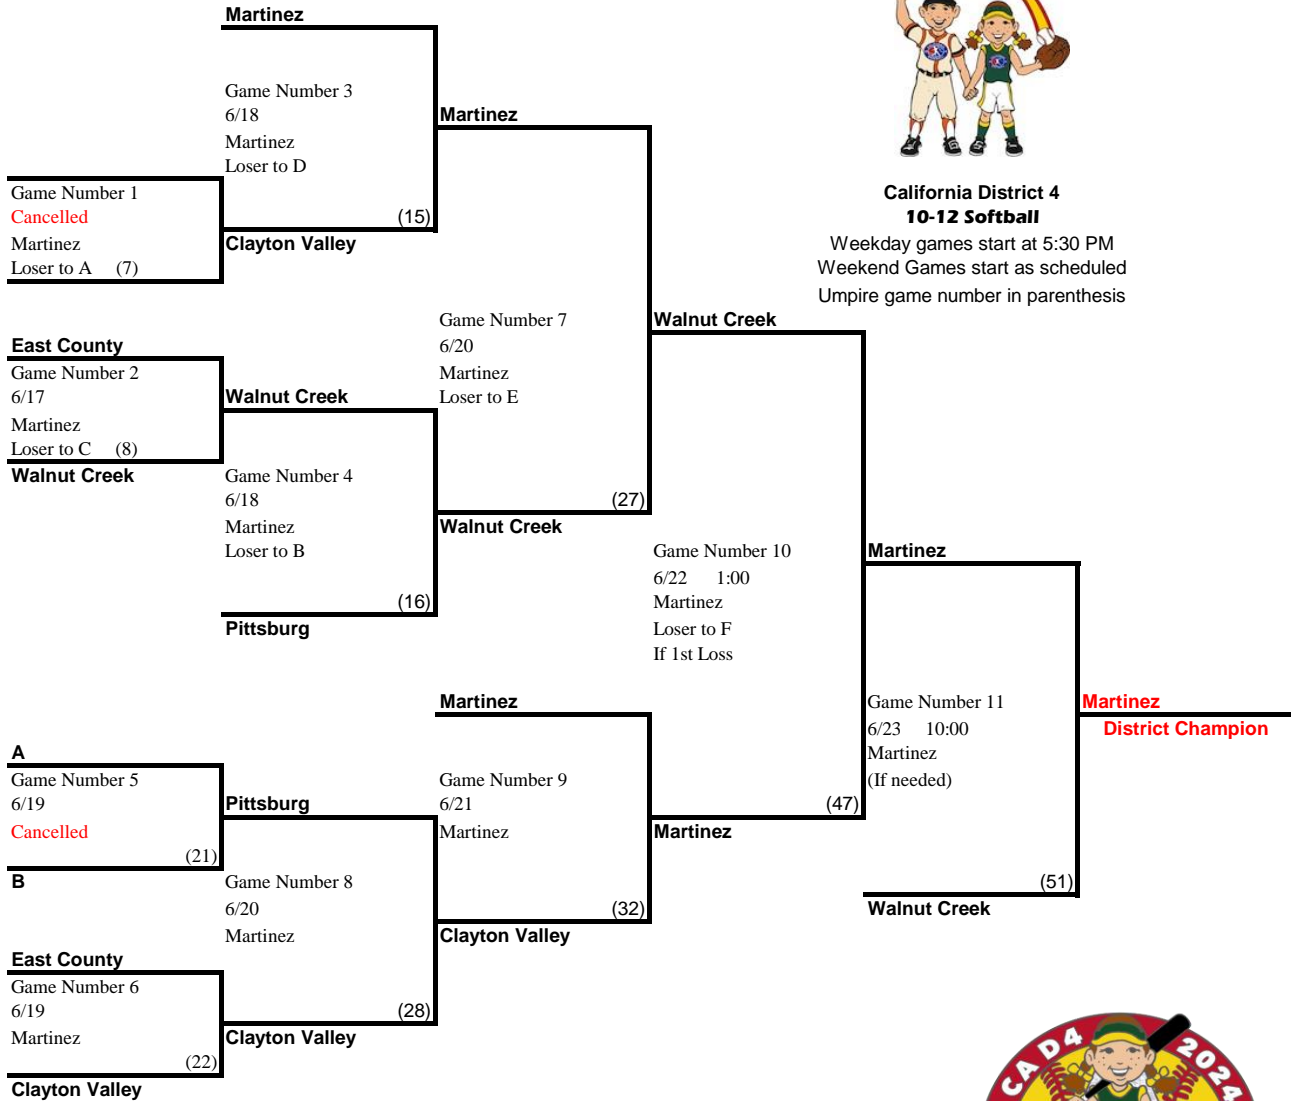 Martinez
Game Number 3
6/18
Martinez
Loser to D
(15)
Clayton Valley
Martinez
Game Number 1
Cancelled
Martinez
Loser to A (7)
California District 4
10-12 Softball
Weekday games start at 5:30 PM
Weekend Games start as scheduled
Umpire game number in parenthesis
East County
Game Number 2
6/17
Martinez
Loser to C (8)
Walnut Creek
Walnut Creek
Game Number 4
6/18
Martinez
Loser to B
(16)
Pittsburg
Game Number 7
6/20
Martinez
Loser to E
(27)
Walnut Creek
Walnut Creek
Game Number 10
6/22 1:00
Martinez
Loser to F
If 1st Loss
(47)
Martinez
Martinez
Game Number 11
6/23 10:00
Martinez
(If needed)
(51)
Walnut Creek
Martinez
District Champion
Martinez
Game Number 9
6/21
Martinez
(32)
Clayton Valley
A
Game Number 5
6/19
Cancelled
(21)
B
Pittsburg
Game Number 8
6/20
Martinez
(28)
Clayton Valley
East County
Game Number 6
6/19
Martinez
(22)
Clayton Valley
CAD4 2024